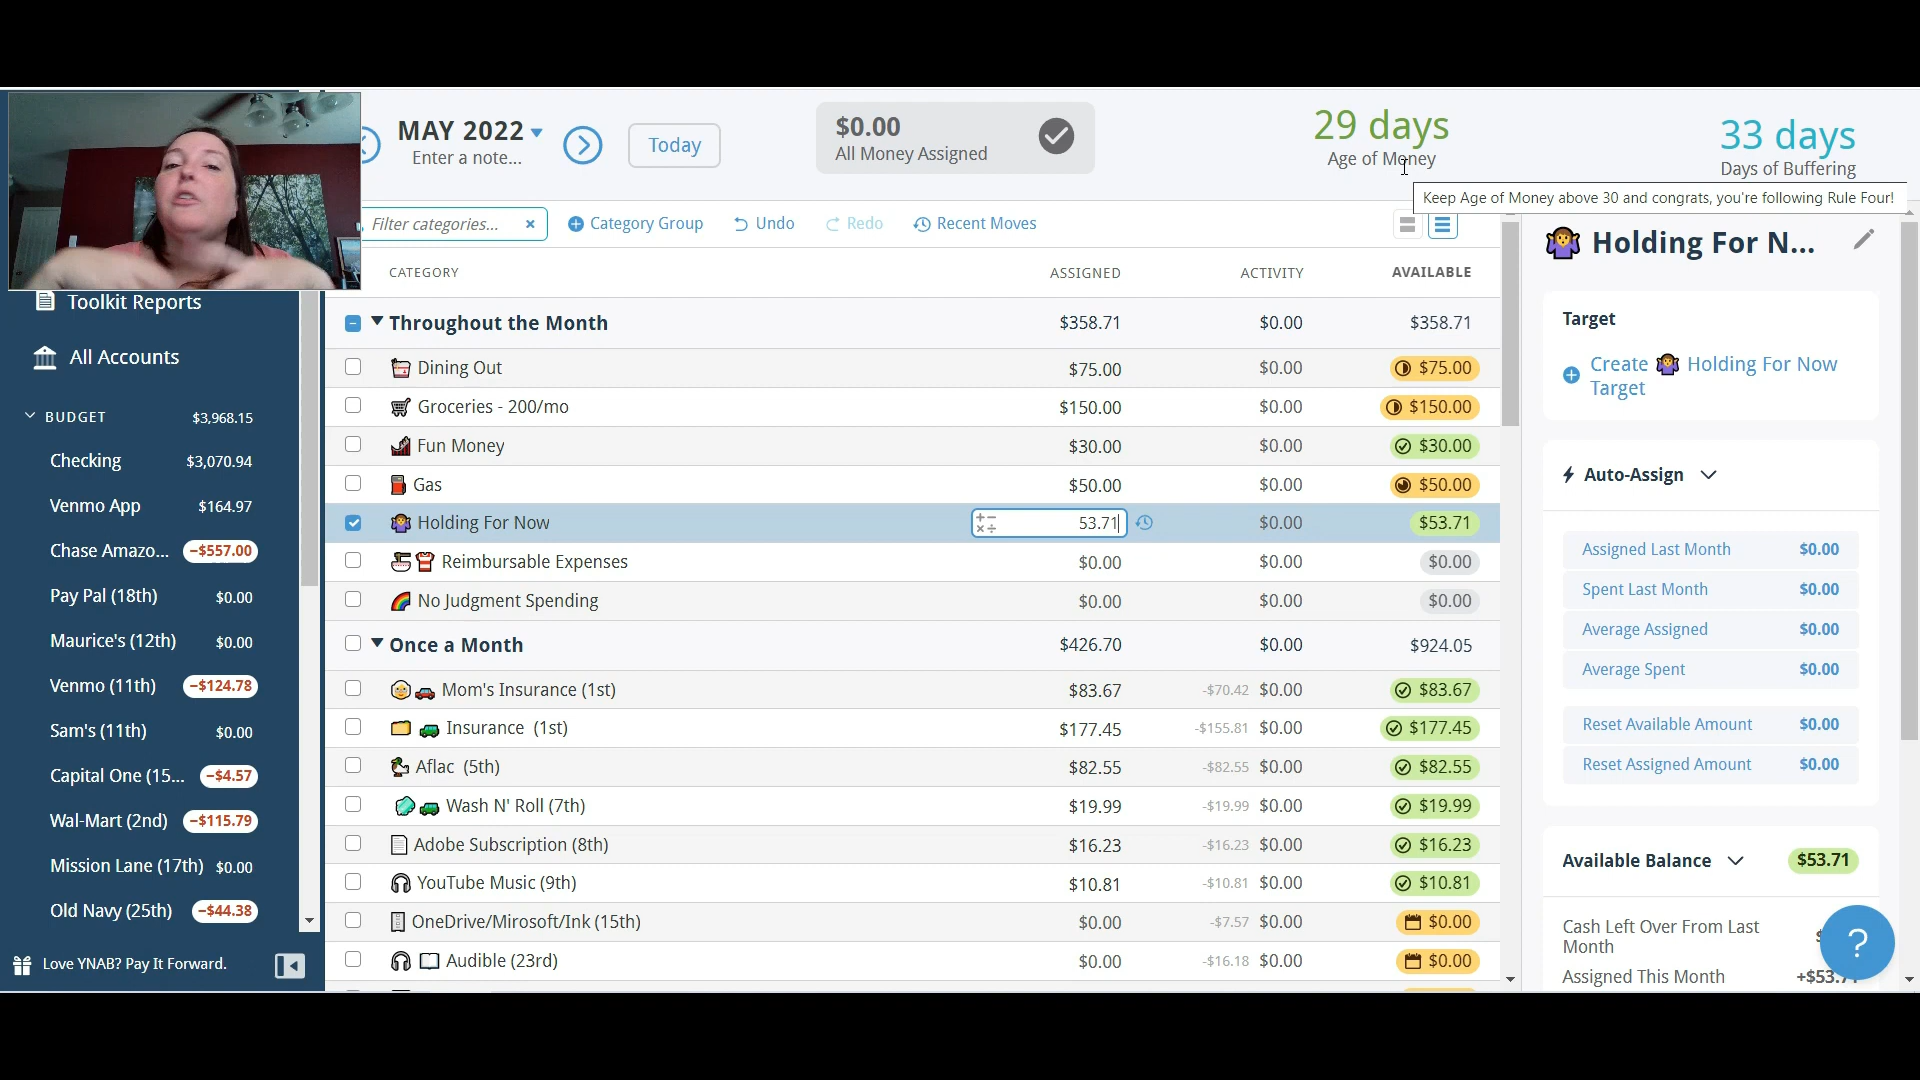 MAY 2022
Enter a note...
Today
$0.00
All Money Assigned
29 days
Age of Money
33 days
Days of Buffering
Keep Age of Money above 30 and congrats, you're following Rule Four!
Filter categories...
Category Group
Undo
Redo
Recent Moves
Toolkit Reports
All Accounts
BUDGET $3,968.15
Checking $3,070.94
Venmo App $164.97
Chase Amazo... −$557.00
Pay Pal (18th) $0.00
Maurice's (12th) $0.00
Venmo (11th) −$124.78
Sam's (11th) $0.00
Capital One (15... −$4.57
Wal-Mart (2nd) −$115.79
Mission Lane (17th) $0.00
Old Navy (25th) −$44.38
Love YNAB? Pay It Forward.
CATEGORY ASSIGNED ACTIVITY AVAILABLE
Throughout the Month $358.71 $0.00 $358.71
Dining Out $75.00 $0.00 $75.00
Groceries - 200/mo $150.00 $0.00 $150.00
Fun Money $30.00 $0.00 $30.00
Gas $50.00 $0.00 $50.00
Holding For Now 53.71 $0.00 $53.71
Reimbursable Expenses $0.00 $0.00 $0.00
No Judgment Spending $0.00 $0.00 $0.00
Once a Month $426.70 $0.00 $924.05
Mom's Insurance (1st) $83.67 -$70.42 $0.00 $83.67
Insurance (1st) $177.45 -$155.81 $0.00 $177.45
Aflac (5th) $82.55 -$82.55 $0.00 $82.55
Wash N' Roll (7th) $19.99 -$19.99 $0.00 $19.99
Adobe Subscription (8th) $16.23 -$16.23 $0.00 $16.23
YouTube Music (9th) $10.81 -$10.81 $0.00 $10.81
OneDrive/Mirosoft/Ink (15th) $0.00 -$7.57 $0.00 $0.00
Audible (23rd) $0.00 -$16.18 $0.00 $0.00
Holding For N...
Target
Create Holding For Now
Target
Auto-Assign
Assigned Last Month $0.00
Spent Last Month $0.00
Average Assigned $0.00
Average Spent $0.00
Reset Available Amount $0.00
Reset Assigned Amount $0.00
Available Balance $53.71
Cash Left Over From Last
Month
Assigned This Month +$53.71
?